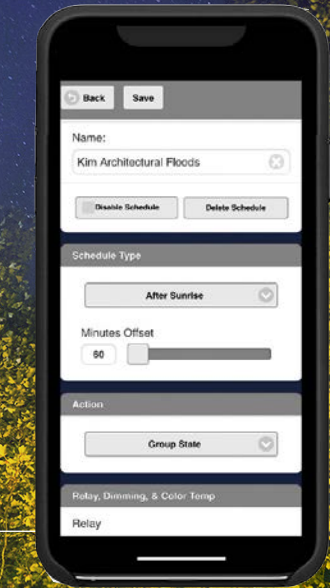 Back Save
Name:
Kim Architectural Floods
Disable Schedule Delete Schedule
Schedule Type
After Sunrise
Minutes Offset
60
Action
Group State
Relay, Dimming, & Color Temp
Relay